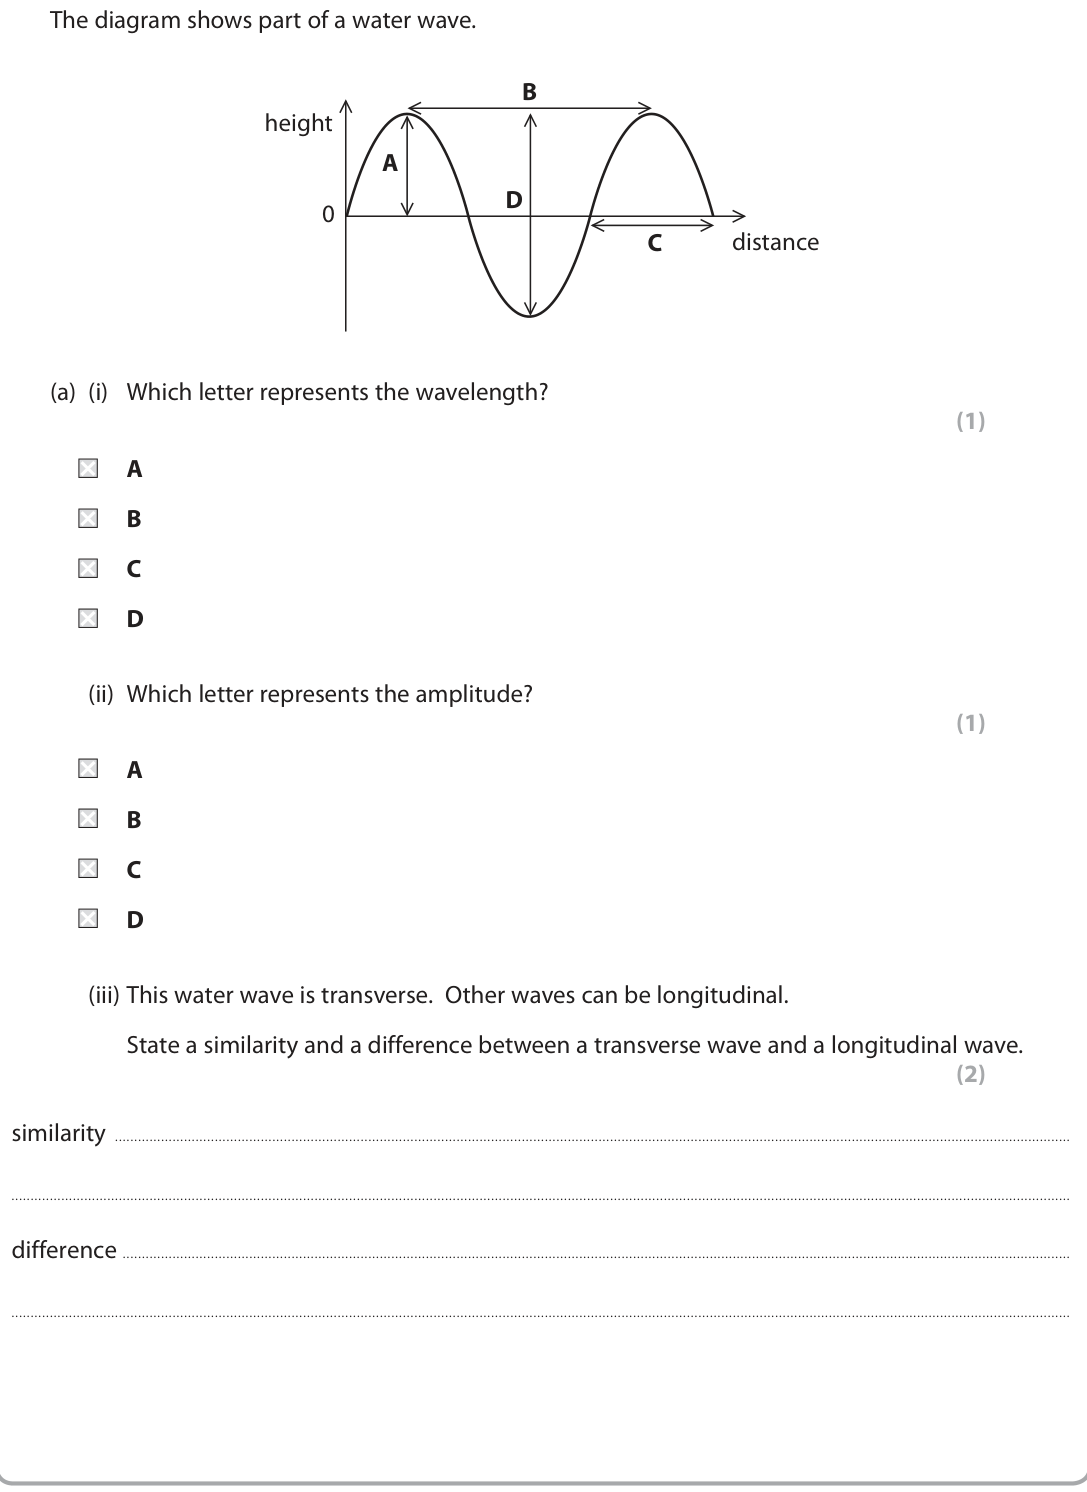 The diagram shows part of a water wave.
B
height
A
D
0
C
distance
(a) (i) Which letter represents the wavelength?
(1)
A
B
C
D
(ii) Which letter represents the amplitude?
(1)
A
B
C
D
(iii) This water wave is transverse. Other waves can be longitudinal.
State a similarity and a difference between a transverse wave and a longitudinal wave.
(2)
similarity
difference